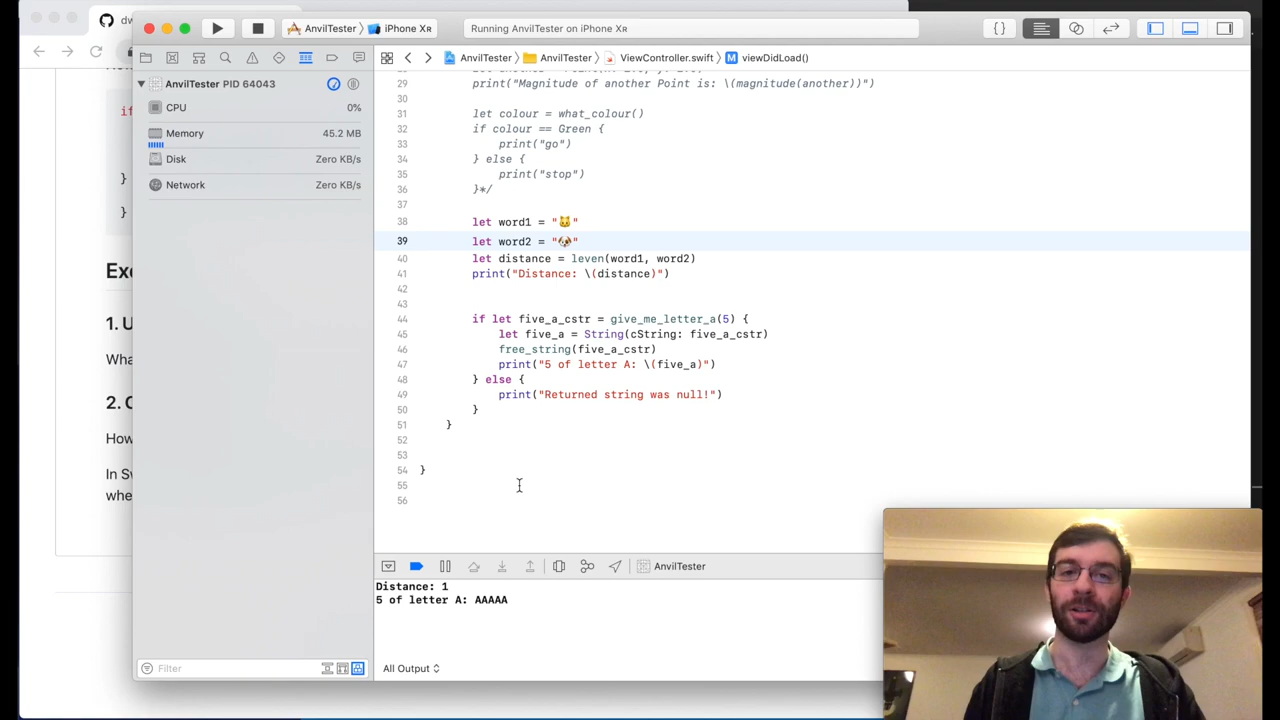 dw
AnvilTester
iPhone Xʀ
Running AnvilTester on iPhone Xʀ
AnvilTester
AnvilTester
ViewController.swift
viewDidLoad()
AnvilTester PID 64043
CPU
0%
Memory
45.2 MB
Disk
Zero KB/s
Network
Zero KB/s
Filter
if
}
}
Exe
1. U
Wha
2. C
How
In Sw
whe
29 print("Magnitude of another Point is: \(magnitude(another))")
30
31 let colour = what_colour()
32 if colour == Green {
33 print("go")
34 } else {
35 print("stop")
36 }*/
37
38 let word1 = "🐱"
39 let word2 = "🐶"
40 let distance = leven(word1, word2)
41 print("Distance: \(distance)")
42
43
44 if let five_a_cstr = give_me_letter_a(5) {
45 let five_a = String(cString: five_a_cstr)
46 free_string(five_a_cstr)
47 print("5 of letter A: \(five_a)")
48 } else {
49 print("Returned string was null!")
50 }
51 }
52
53
54 }
55
56
AnvilTester
Distance: 1
5 of letter A: AAAAA
All Output